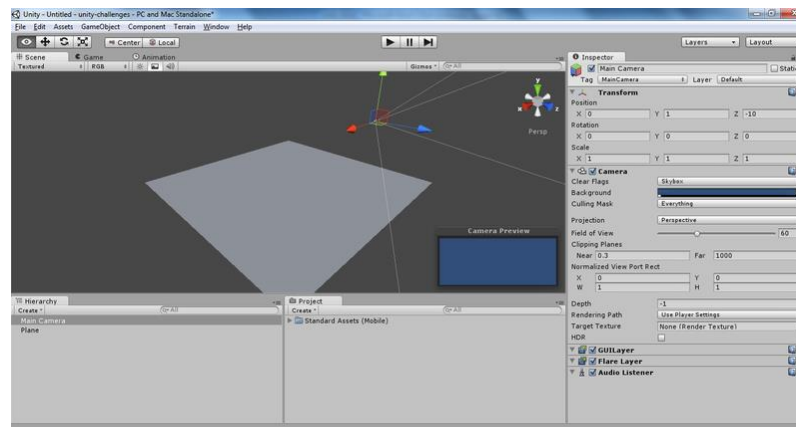 Unity - Untitled - unity-challenges - PC and Mac Standalone*
File Edit Assets GameObject Component Terrain Window Help
Center Local Layers Layout
Scene Game Animation
Textured RGB Gizmos All
y
x
Persp
Camera Preview
Hierarchy
Create All
Main Camera
Plane
Project
Create All
Standard Assets (Mobile)
Inspector
Main Camera Stati
Tag MainCamera Layer Default
Transform
Position
X 0 Y 1 Z -10
Rotation
X 0 Y 0 Z 0
Scale
X 1 Y 1 Z 1
Camera
Clear Flags Skybox
Background
Culling Mask Everything
Projection Perspective
Field of View 60
Clipping Planes
Near 0.3 Far 1000
Normalized View Port Rect
X 0 Y 0
W 1 H 1
Depth -1
Rendering Path Use Player Settings
Target Texture None (Render Texture)
HDR
GUILayer
Flare Layer
Audio Listener